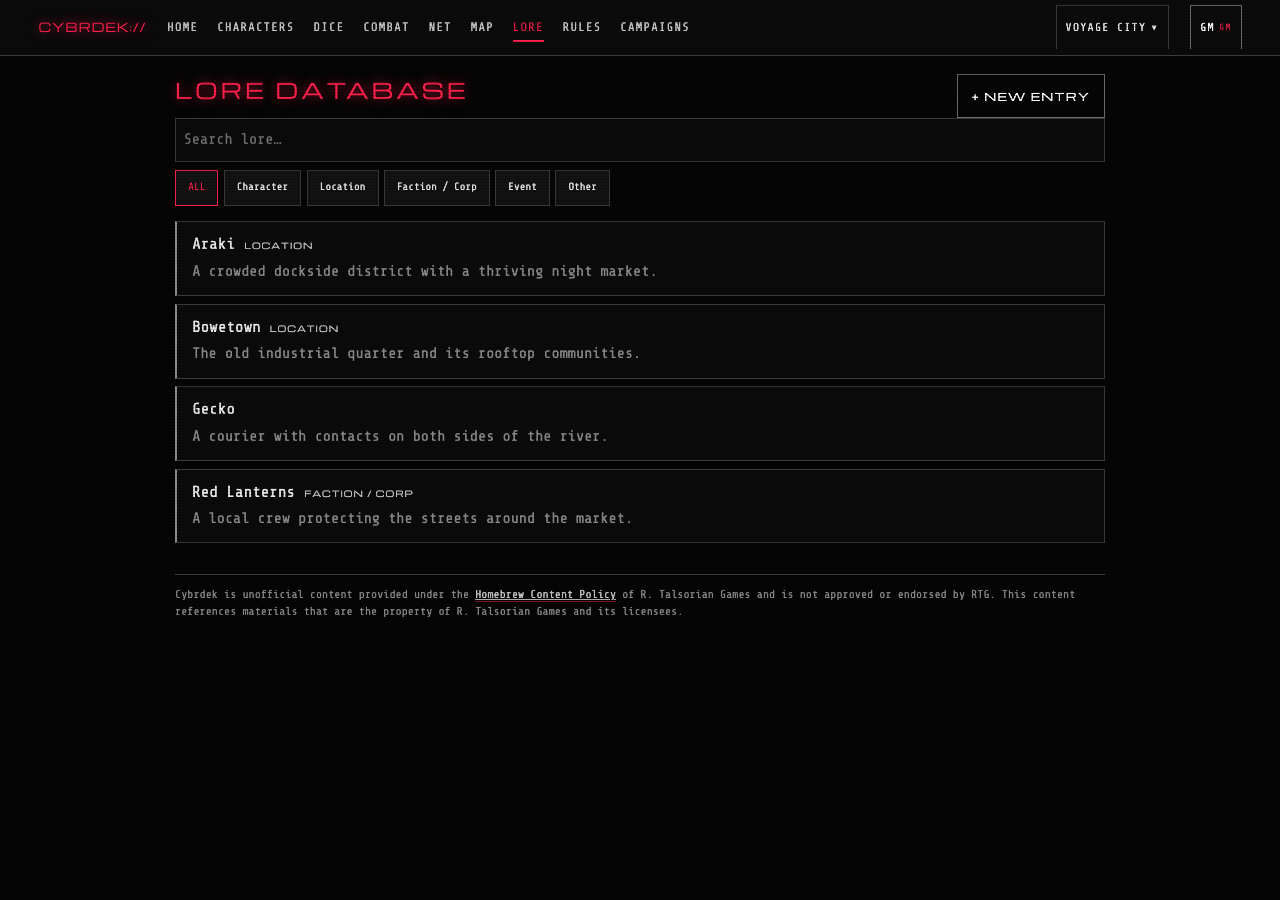 CYBRDEK:// HOME CHARACTERS DICE COMBAT NET MAP LORE RULES CAMPAIGNS VOYAGE CITY ▾ GM GM
LORE DATABASE
+ NEW ENTRY
Search lore…
ALL Character Location Faction / Corp Event Other
Araki LOCATION
A crowded dockside district with a thriving night market.
Bowetown LOCATION
The old industrial quarter and its rooftop communities.
Gecko
A courier with contacts on both sides of the river.
Red Lanterns FACTION / CORP
A local crew protecting the streets around the market.
Cybrdek is unofficial content provided under the Homebrew Content Policy of R. Talsorian Games and is not approved or endorsed by RTG. This content
references materials that are the property of R. Talsorian Games and its licensees.